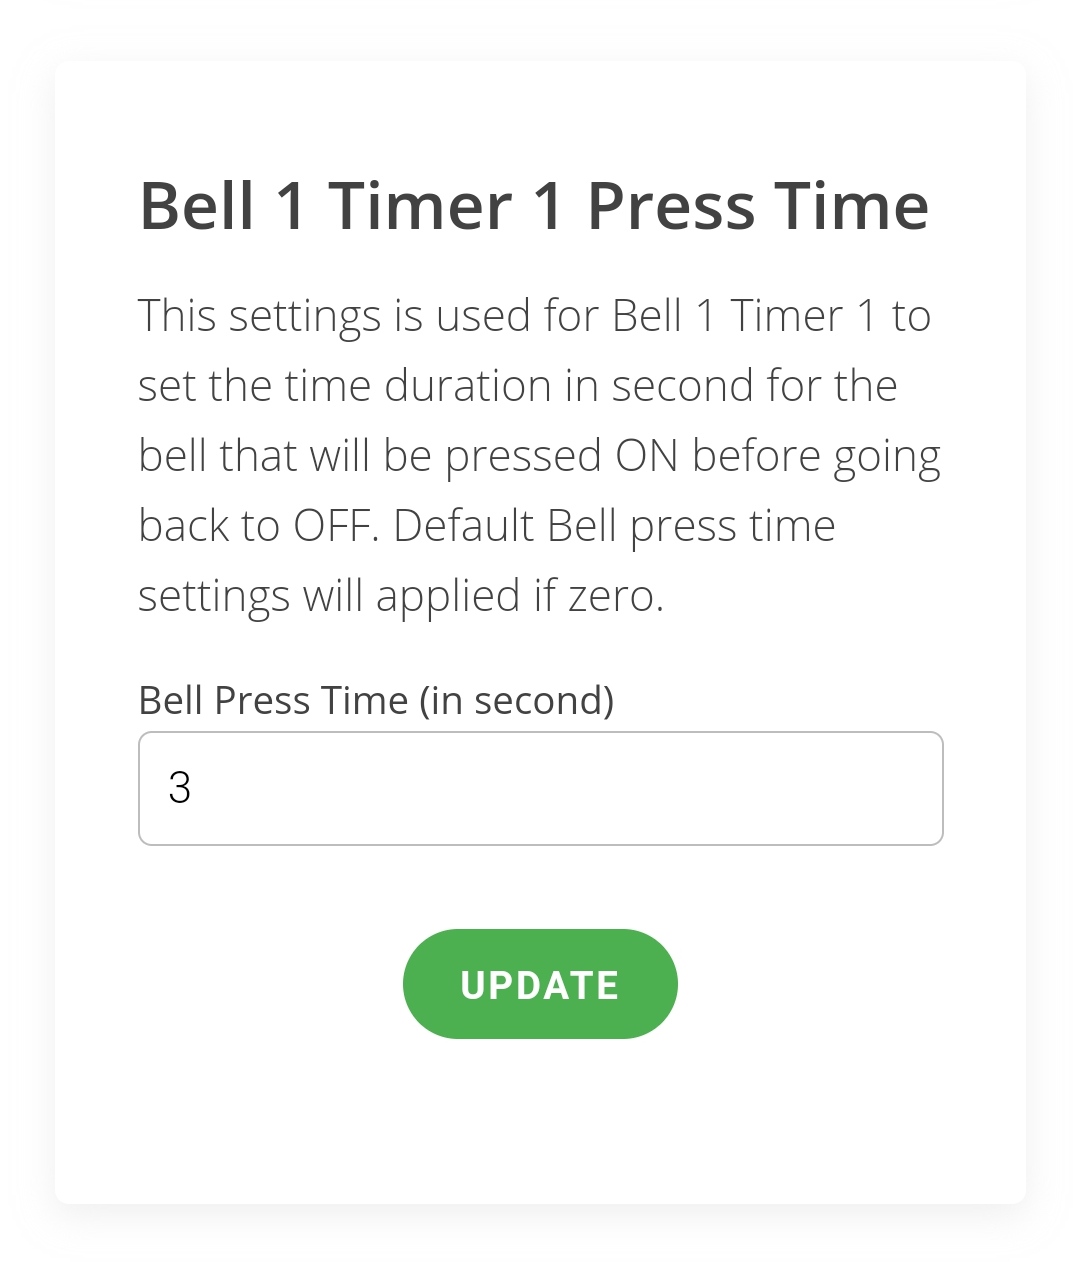 Bell 1 Timer 1 Press Time
This settings is used for Bell 1 Timer 1 to
set the time duration in second for the
bell that will be pressed ON before going
back to OFF. Default Bell press time
settings will applied if zero.
Bell Press Time (in second)
3
UPDATE